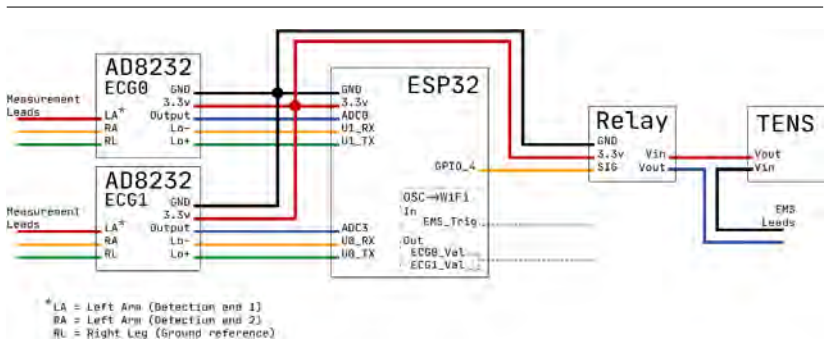 AD8232
ECG0
GND
3.3v
Output
Lo-
Lo+
Measurement
Leads
LA*
RA
RL
AD8232
ECG1
GND
3.3v
Output
Lo-
Lo+
Measurement
Leads
LA*
RA
RL
ESP32
GND
3.3v
ADC0
U1_RX
U1_TX
ADC3
U0_RX
U0_TX
GPIO_4
OSC→WiFi
In
EMS_Trig
Out
ECG0_Val
ECG1_Val
Relay
GND
3.3v
SIG
Vin
Vout
TENS
Vout
Vin
EMS
Leads
*LA = Left Arm (Detection end 1)
RA = Left Arm (Detection end 2)
RL = Right Leg (Ground reference)